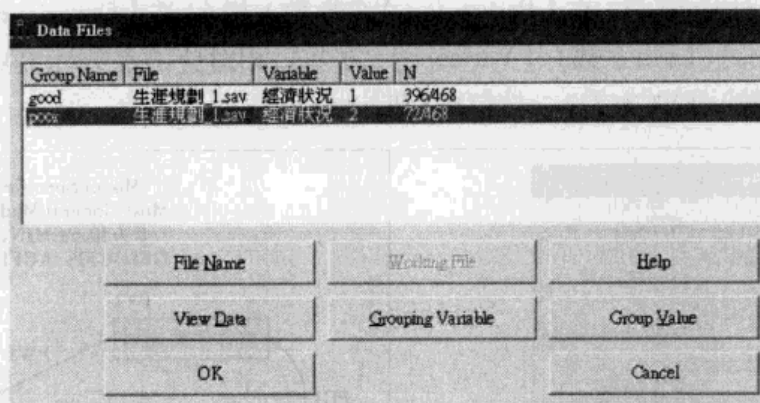 Data Files
Group Name File Variable Value N
good 生涯規劃_1.sav 經濟狀況 1 396/468
poor 生涯規劃_1.sav 經濟狀況 2 72/468
File Name Working File Help
View Data Grouping Variable Group Value
OK Cancel